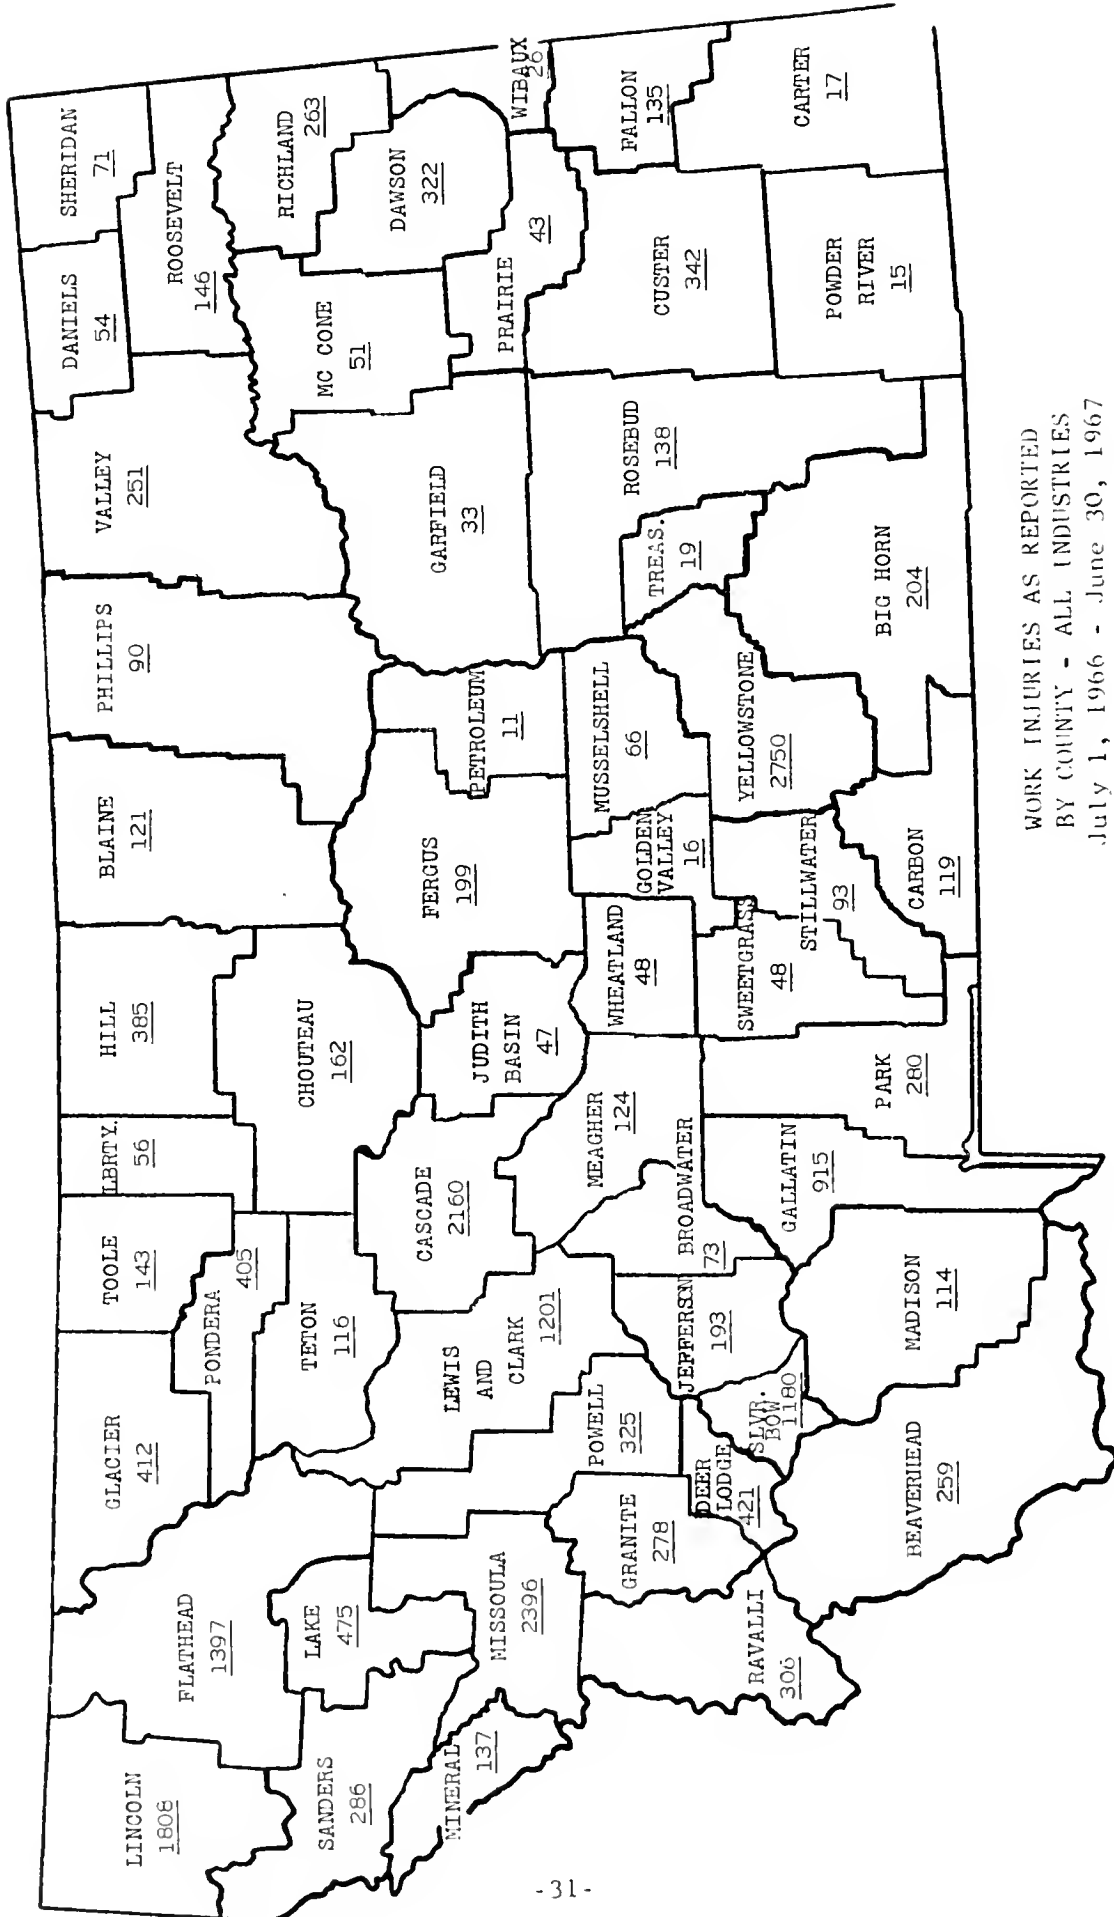 LINCOLN
1808
FLATHEAD
1397
GLACIER
412
TOOLE
143
LBRTY.
56
HILL
385
BLAINE
121
PHILLIPS
90
VALLEY
251
DANIELS
54
SHERIDAN
71
ROOSEVELT
146
SANDERS
286
LAKE
475
PONDERA
405
TETON
116
CHOUTEAU
162
MC CONE
51
RICHLAND
263
DAWSON
322
MINERAL
137
MISSOULA
2396
POWELL
325
LEWIS
AND
CLARK
1201
CASCADE
2160
JUDITH
BASIN
47
FERGUS
199
PETROLEUM
11
GARFIELD
33
PRAIRIE
43
WIBAUX
26
GRANITE
278
DEER
LODGE
421
SLVR.
BOW.
1180
JEFFERSON
193
BROADWATER
73
MEAGHER
124
WHEATLAND
48
GOLDEN
VALLEY
16
MUSSELSHELL
66
TREAS.
19
ROSEBUD
138
CUSTER
342
FALLON
135
RAVALLI
306
BEAVERHEAD
259
MADISON
114
GALLATIN
915
PARK
280
SWEETGRASS
48
STILLWATER
93
CARBON
119
YELLOWSTONE
2750
BIG HORN
204
POWDER
RIVER
15
CARTER
17
WORK INJURIES AS REPORTED
BY COUNTY - ALL INDUSTRIES
July 1, 1966 - June 30, 1967
-31-